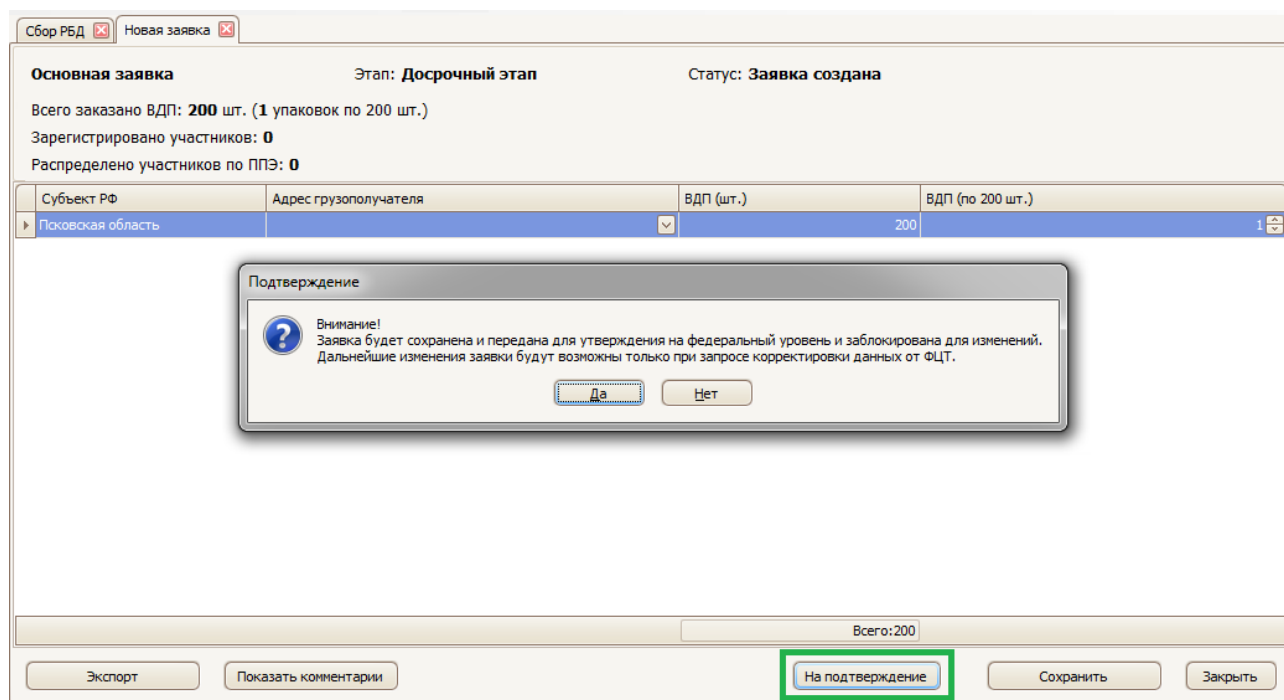 Сбор РБД Новая заявка
Основная заявка Этап: Досрочный этап Статус: Заявка создана
Всего заказано ВДП: 200 шт. (1 упаковок по 200 шт.)
Зарегистрировано участников: 0
Распределено участников по ППЭ: 0
Субъект РФ Адрес грузополучателя ВДП (шт.) ВДП (по 200 шт.)
Псковская область 200 1
Подтверждение
Внимание!
Заявка будет сохранена и передана для утверждения на федеральный уровень и заблокирована для изменений.
Дальнейшие изменения заявки будут возможны только при запросе корректировки данных от ФЦТ.
Да Нет
Всего:200
Экспорт Показать комментарии На подтверждение Сохранить Закрыть